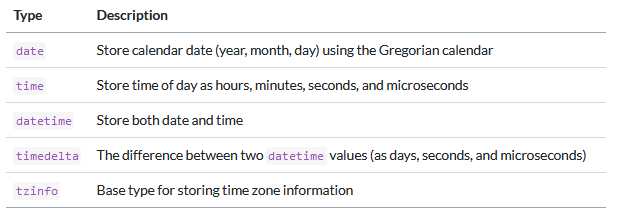 Type Description
date Store calendar date (year, month, day) using the Gregorian calendar
time Store time of day as hours, minutes, seconds, and microseconds
datetime Store both date and time
timedelta The difference between two datetime values (as days, seconds, and microseconds)
tzinfo Base type for storing time zone information